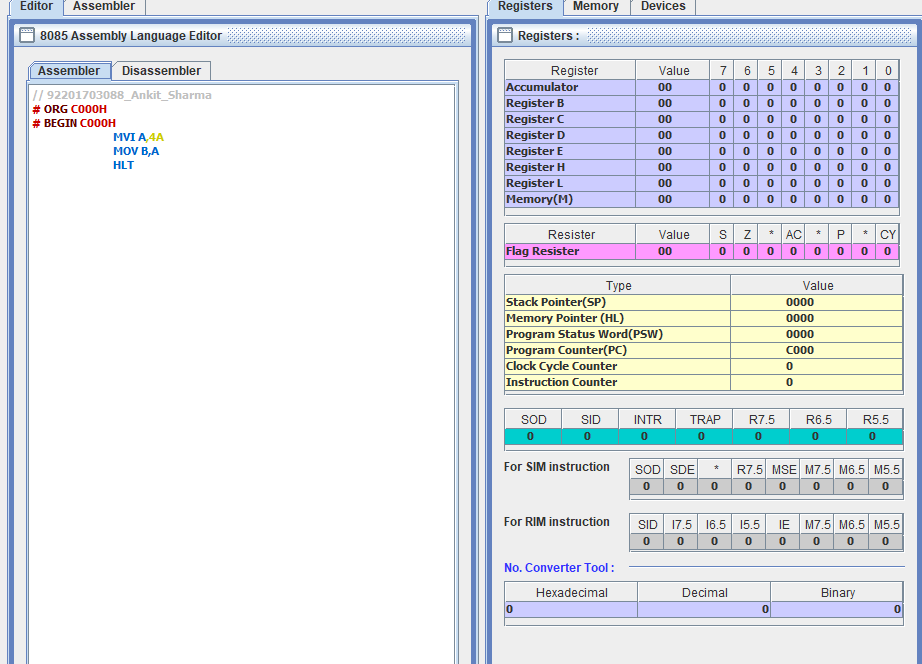 Editor Assembler
8085 Assembly Language Editor
Assembler Disassembler
// 92201703088_Ankit_Sharma
# ORG C000H
# BEGIN C000H
MVI A,4A
MOV B,A
HLT
Registers Memory Devices
Registers :
Register Value 7 6 5 4 3 2 1 0
Accumulator 00 0 0 0 0 0 0 0 0
Register B 00 0 0 0 0 0 0 0 0
Register C 00 0 0 0 0 0 0 0 0
Register D 00 0 0 0 0 0 0 0 0
Register E 00 0 0 0 0 0 0 0 0
Register H 00 0 0 0 0 0 0 0 0
Register L 00 0 0 0 0 0 0 0 0
Memory(M) 00 0 0 0 0 0 0 0 0
Resister Value S Z * AC * P * CY
Flag Resister 00 0 0 0 0 0 0 0 0
Type Value
Stack Pointer(SP) 0000
Memory Pointer (HL) 0000
Program Status Word(PSW) 0000
Program Counter(PC) C000
Clock Cycle Counter 0
Instruction Counter 0
SOD SID INTR TRAP R7.5 R6.5 R5.5
0 0 0 0 0 0 0
For SIM instruction
SOD SDE * R7.5 MSE M7.5 M6.5 M5.5
0 0 0 0 0 0 0 0
For RIM instruction
SID I7.5 I6.5 I5.5 IE M7.5 M6.5 M5.5
0 0 0 0 0 0 0 0
No. Converter Tool :
Hexadecimal Decimal Binary
0 0 0